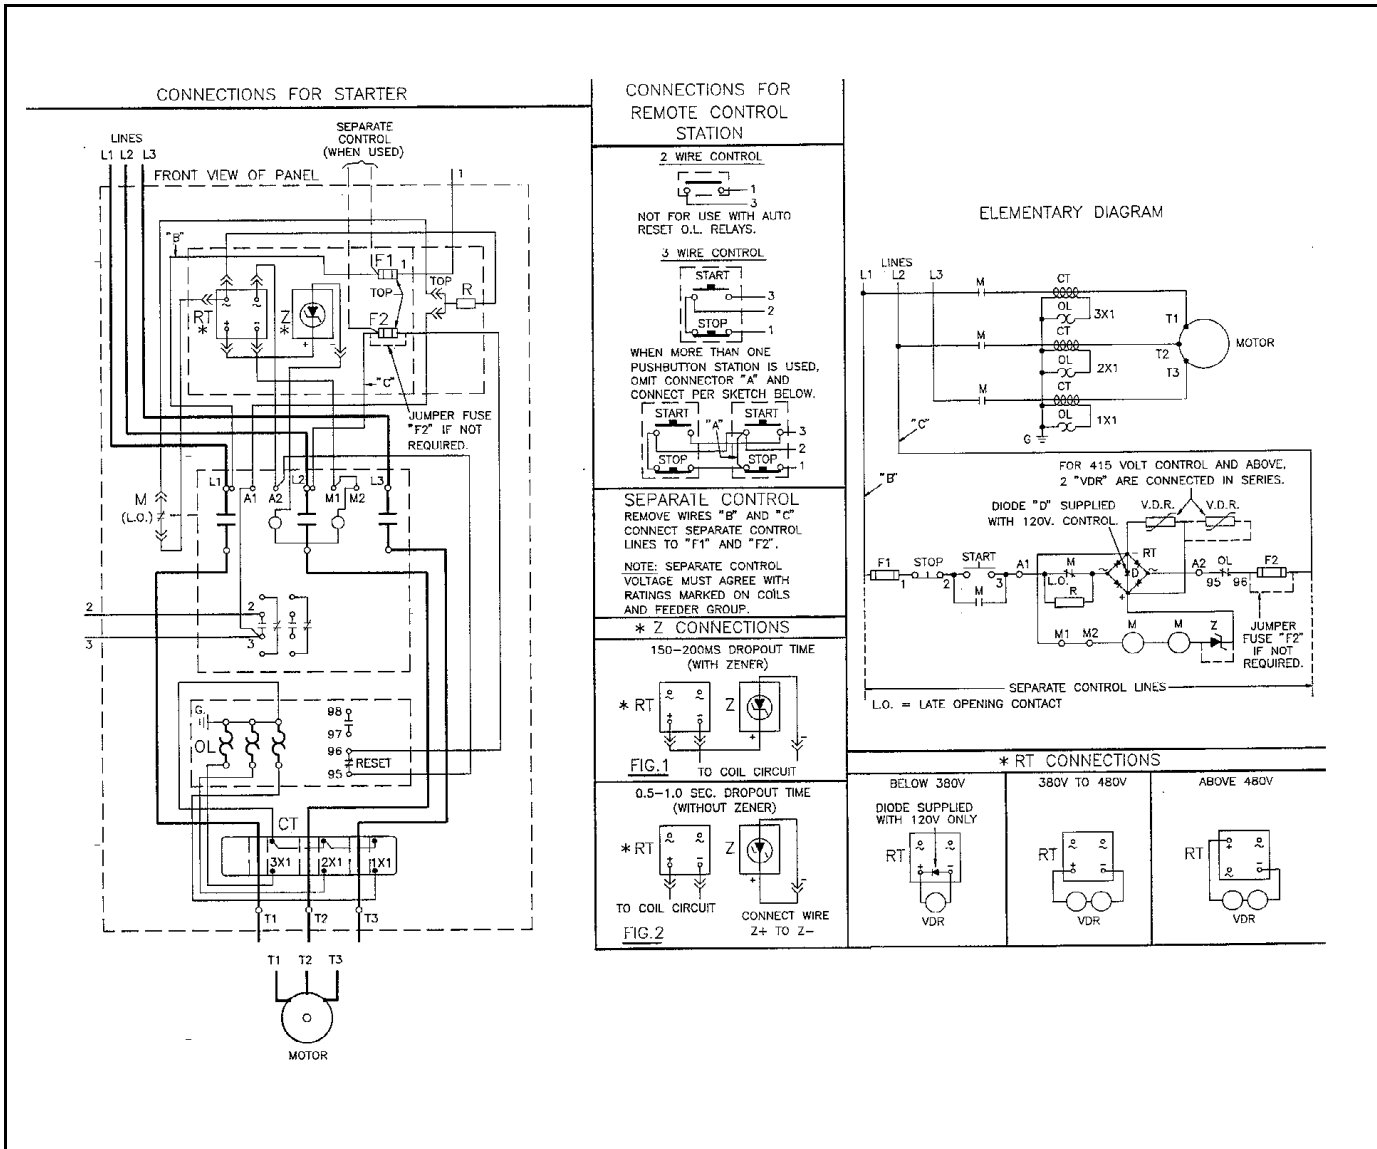 CONNECTIONS FOR STARTER
LINES
L1 L2 L3
SEPARATE
CONTROL
(WHEN USED)
FRONT VIEW OF PANEL
1
"B"
F1
1
TOP
TOP
R
RT
*
Z
*
~ ~
+ -
+
F2
"C"
JUMPER FUSE
"F2" IF NOT
REQUIRED.
M
(L.O.)
L1 A1 A2 L2 M1 M2 L3
2
2
3
3
G.
OL
98
97
96
RESET
95
CT
3X1 2X1 1X1
T1 T2 T3
T1 T2 T3
MOTOR
CONNECTIONS FOR
REMOTE CONTROL
STATION
2 WIRE CONTROL
1
3
NOT FOR USE WITH AUTO
RESET O.L. RELAYS.
3 WIRE CONTROL
START
3
2
STOP
1
WHEN MORE THAN ONE
PUSHBUTTON STATION IS USED,
OMIT CONNECTOR "A" AND
CONNECT PER SKETCH BELOW.
START START
"A"
3
2
STOP STOP
1
SEPARATE CONTROL
REMOVE WIRES "B" AND "C"
CONNECT SEPARATE CONTROL
LINES TO "F1" AND "F2".
NOTE: SEPARATE CONTROL
VOLTAGE MUST AGREE WITH
RATINGS MARKED ON COILS
AND FEEDER GROUP.
* Z CONNECTIONS
150-200MS DROPOUT TIME
(WITH ZENER)
~ ~
* RT
Z
+ -
+ -
FIG.1
TO COIL CIRCUIT
0.5-1.0 SEC. DROPOUT TIME
(WITHOUT ZENER)
~ ~
* RT
Z
+ -
+ -
TO COIL CIRCUIT
CONNECT WIRE
Z+ TO Z-
FIG.2
ELEMENTARY DIAGRAM
LINES
L1 L2 L3
M
CT
OL
3X1
T1
M
CT
T2
MOTOR
OL
2X1
T3
M
CT
OL
1X1
G
"C"
"B"
FOR 415 VOLT CONTROL AND ABOVE,
2 "VDR" ARE CONNECTED IN SERIES.
DIODE "D" SUPPLIED
WITH 120V. CONTROL.
V.D.R. V.D.R.
F1
1
STOP
2
START
3
M
A1
M
L.O.
R
~
-
RT
D
~
+
A2
OL
95 96
F2
M1 M2
M
M
Z
JUMPER
FUSE "F2"
IF NOT
REQUIRED.
SEPARATE CONTROL LINES
L.O. = LATE OPENING CONTACT
* RT CONNECTIONS
BELOW 380V
DIODE SUPPLIED
WITH 120V ONLY
~ ~
RT
+ -
VDR
380V TO 480V
~ ~
RT
+ -
VDR
ABOVE 480V
~ ~
RT
+ -
VDR